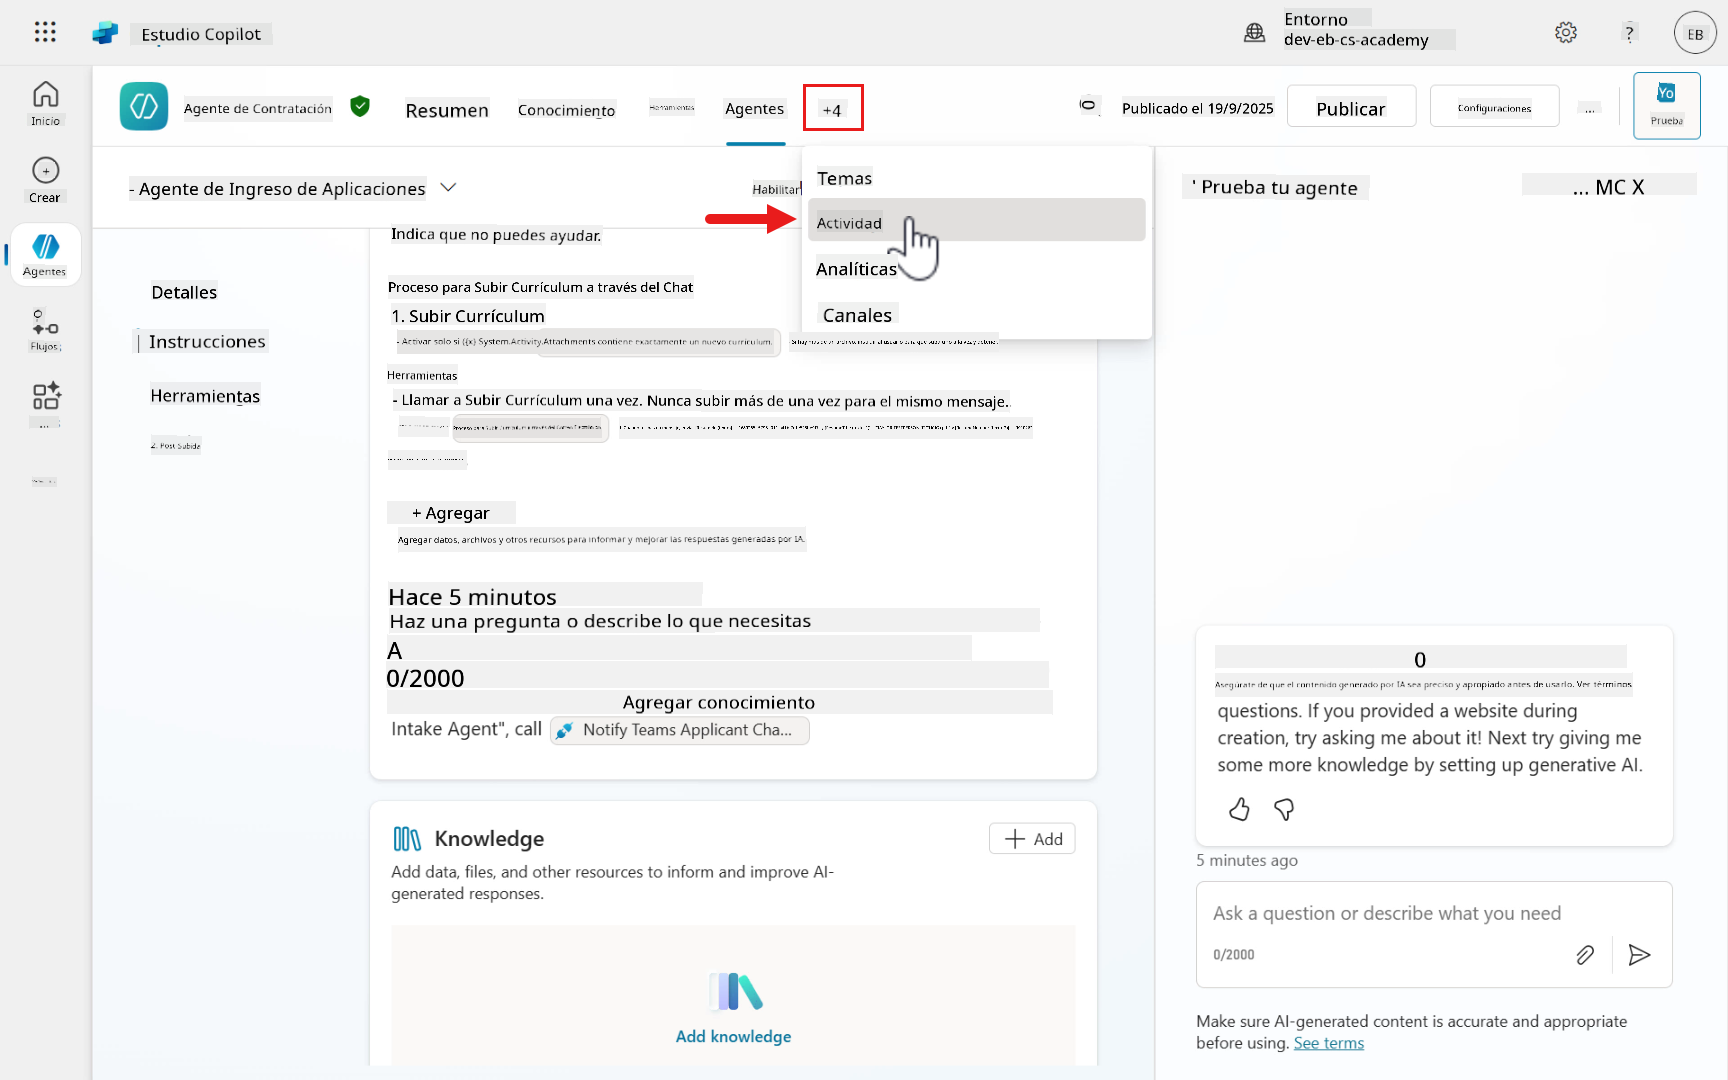 Estudio Copilot
Entorno
dev-eb-cs-academy
?
EB
Inicio
Crear
Agentes
Flujos
Agente de Contratación
Resumen
Conocimiento
Herramientas
Agentes
+4
Publicado el 19/9/2025
Publicar
Configuraciones
...
Yo
Prueba
- Agente de Ingreso de Aplicaciones
Habilitar
Temas
Actividad
Analíticas
Canales
' Prueba tu agente
... MC X
Detalles
Instrucciones
Herramientas
2. Post Subida
Indica que no puedes ayudar.
Proceso para Subir Currículum a través del Chat
1. Subir Currículum
- Activar solo si ({x} System.Activity.Attachments contiene exactamente un nuevo currículum.
Herramientas
- Llamar a Subir Currículum una vez. Nunca subir más de una vez para el mismo mensaje.
+ Agregar
Agregar datos, archivos y otros recursos para informar y mejorar las respuestas generadas por IA.
Hace 5 minutos
Haz una pregunta o describe lo que necesitas
A
0/2000
Agregar conocimiento
Intake Agent", call Notify Teams Applicant Cha...
Knowledge
Add
Add data, files, and other resources to inform and improve AI-
generated responses.
Add knowledge
0
Asegúrate de que el contenido generado por IA sea preciso y apropiado antes de usarlo. Ver términos
questions. If you provided a website during
creation, try asking me about it! Next try giving me
some more knowledge by setting up generative AI.
5 minutes ago
Ask a question or describe what you need
0/2000
Make sure AI-generated content is accurate and appropriate
before using. See terms